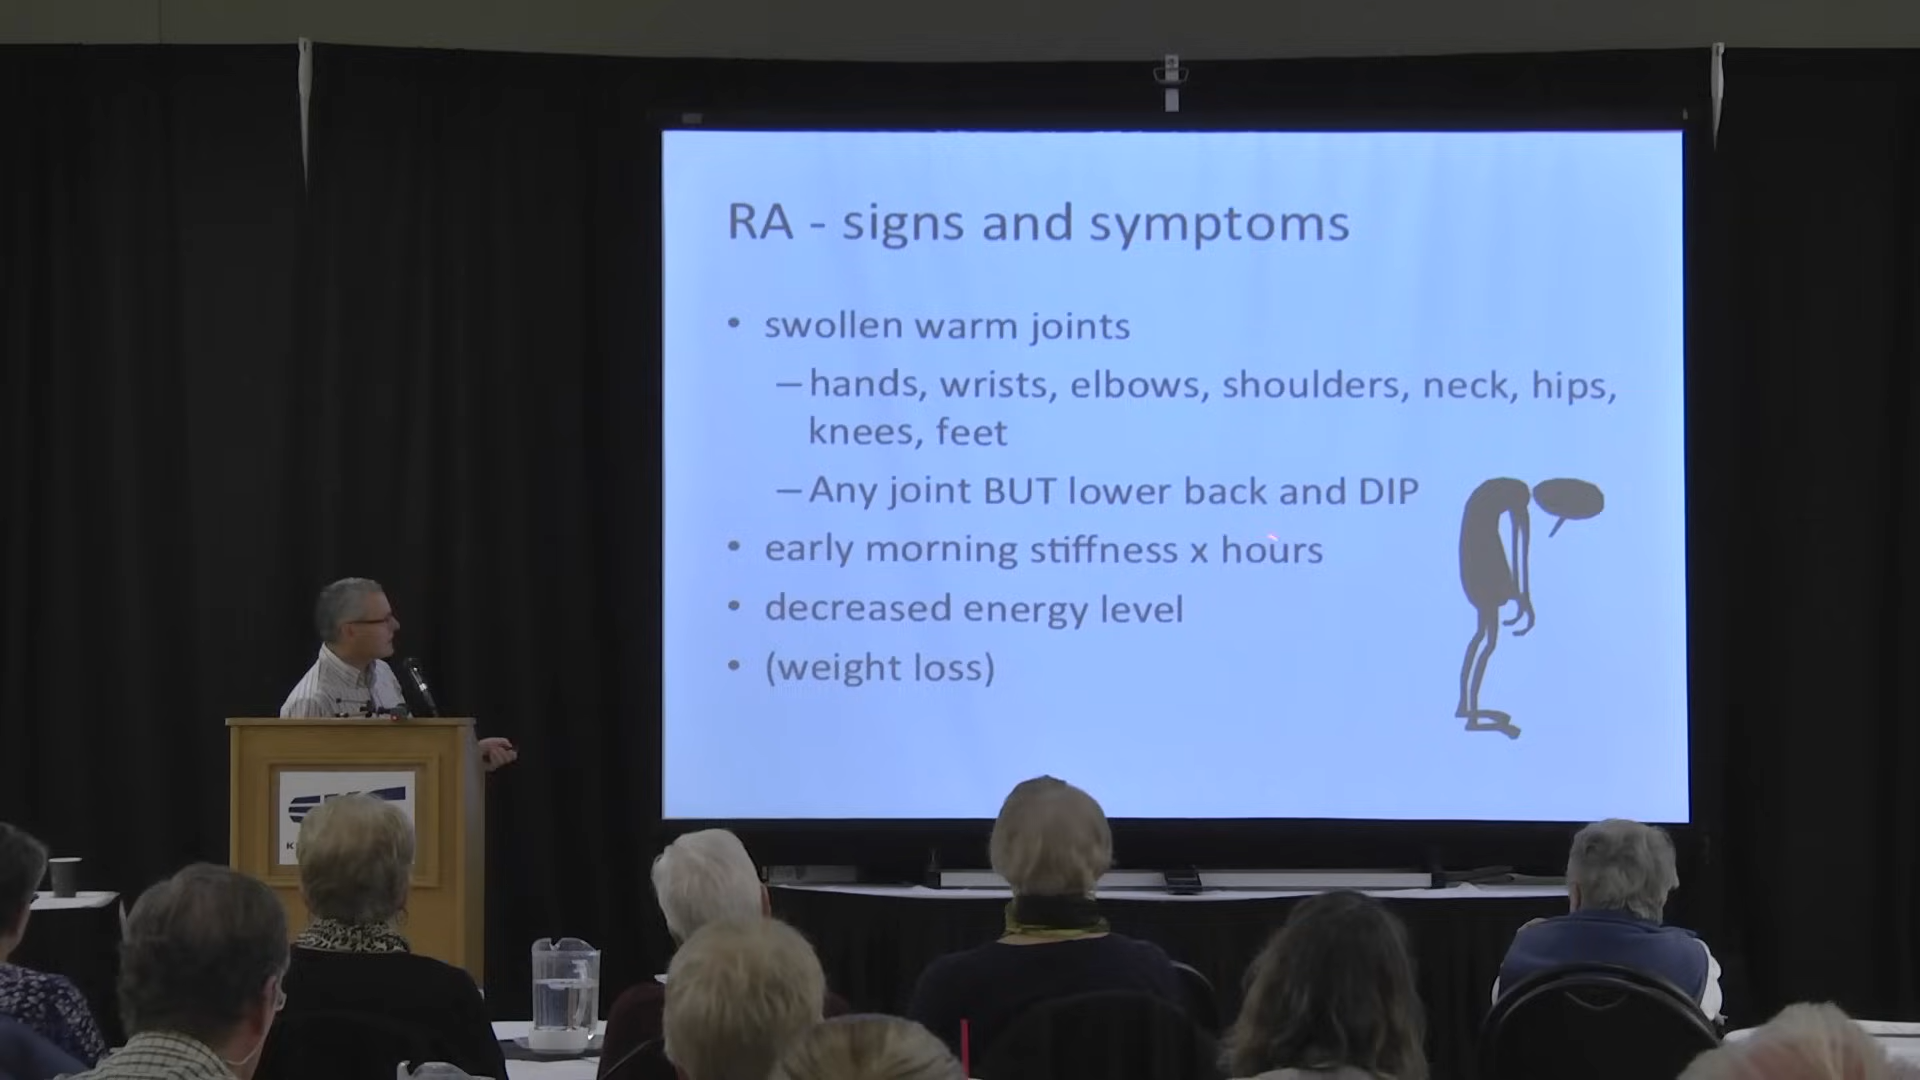 RA - signs and symptoms
• swollen warm joints
– hands, wrists, elbows, shoulders, neck, hips,
knees, feet
– Any joint BUT lower back and DIP
• early morning stiffness x hours
• decreased energy level
• (weight loss)